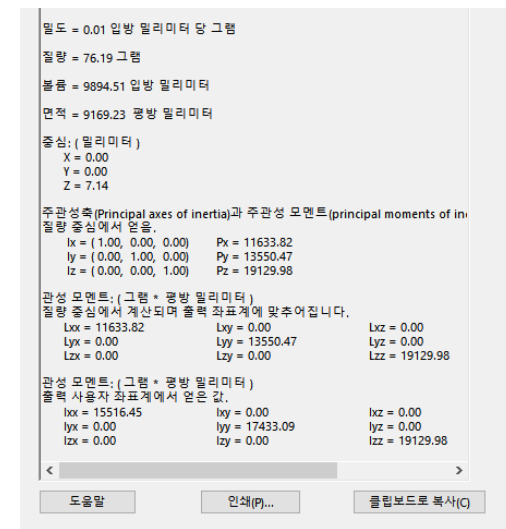 밀도 = 0.01 입방 밀리미터 당 그램
질량 = 76.19 그램
볼륨 = 9894.51 입방 밀리미터
면적 = 9169.23 평방 밀리미터
중심: ( 밀리미터 )
X = 0.00
Y = 0.00
Z = 7.14
주관성축(Principal axes of inertia)과 주관성 모멘트(principal moments of in
질량 중심에서 얻음.
Ix = ( 1.00, 0.00, 0.00) Px = 11633.82
Iy = ( 0.00, 1.00, 0.00) Py = 13550.47
Iz = ( 0.00, 0.00, 1.00) Pz = 19129.98
관성 모멘트: ( 그램 * 평방 밀리미터 )
질량 중심에서 계산되며 출력 좌표계에 맞추어집니다.
Lxx = 11633.82 Lxy = 0.00 Lxz = 0.00
Lyx = 0.00 Lyy = 13550.47 Lyz = 0.00
Lzx = 0.00 Lzy = 0.00 Lzz = 19129.98
관성 모멘트: ( 그램 * 평방 밀리미터 )
출력 사용자 좌표계에서 얻은 값.
Ixx = 15516.45 Ixy = 0.00 Ixz = 0.00
Iyx = 0.00 Iyy = 17433.09 Iyz = 0.00
Izx = 0.00 Izy = 0.00 Izz = 19129.98
도움말 인쇄(P)... 클립보드로 복사(C)